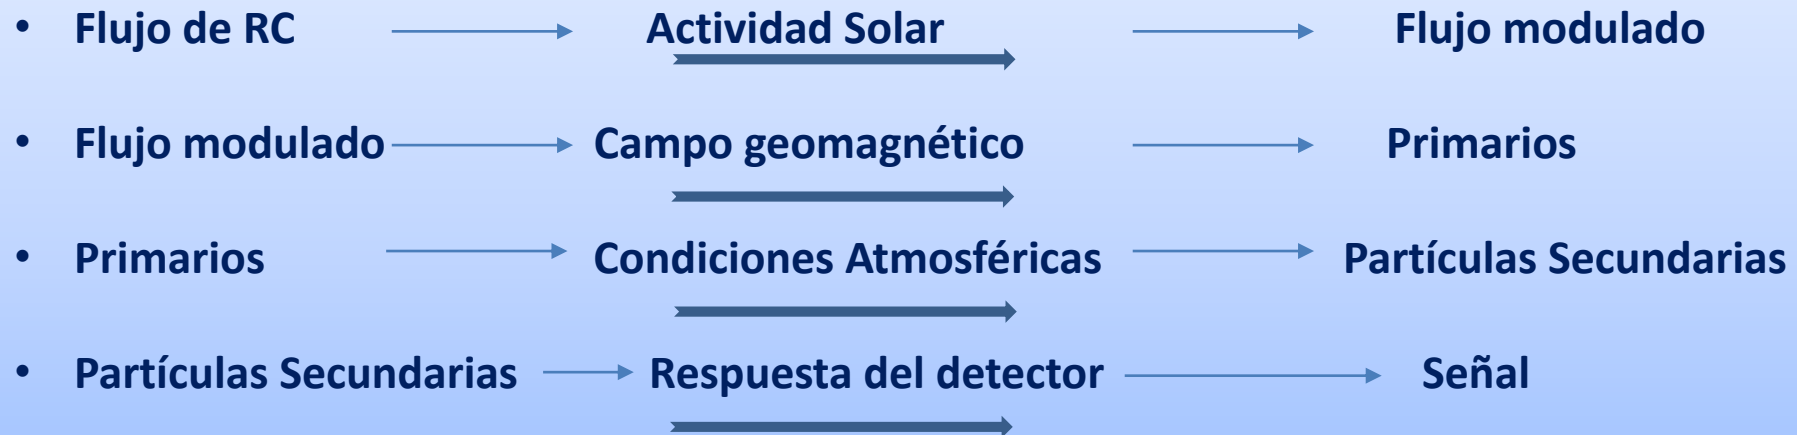 • Flujo de RC Actividad Solar Flujo modulado
• Flujo modulado Campo geomagnético Primarios
• Primarios Condiciones Atmosféricas Partículas Secundarias
• Partículas Secundarias Respuesta del detector Señal